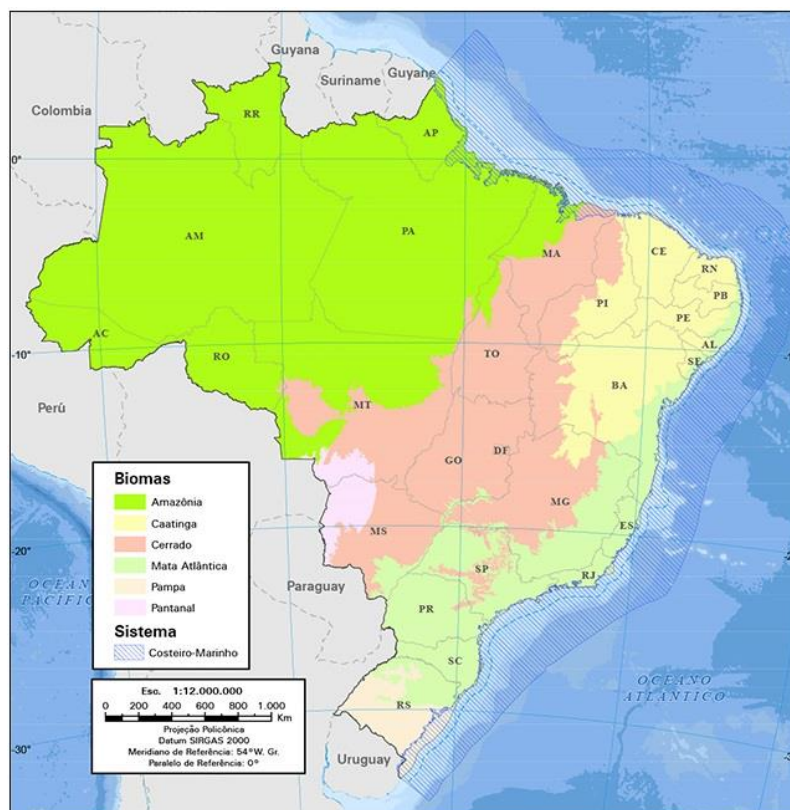 Guyana
Suriname
Guyane
Colombia
RR
AP
0°
AM
PA
MA
CE
RN
PB
PI
PE
AC
AL
-10°
RO
TO
SE
BA
Perú
MT
GO
DF
MG
ES
MS
-20°
SP
RJ
OCEANO
PACÍFICO
Paraguay
PR
SC
OCEANO
ATLÂNTICO
RS
-30°
-30°
Uruguay
Biomas
Amazônia
Caatinga
Cerrado
Mata Atlântica
Pampa
Pantanal
Sistema
Costeiro-Marinho
Esc. 1:12.000.000
0 200 400 600 800 1.000
Km
Projeção Policônica
Datum SIRGAS 2000
Meridiano de Referência: 54° W. Gr.
Paralelo de Referência: 0°